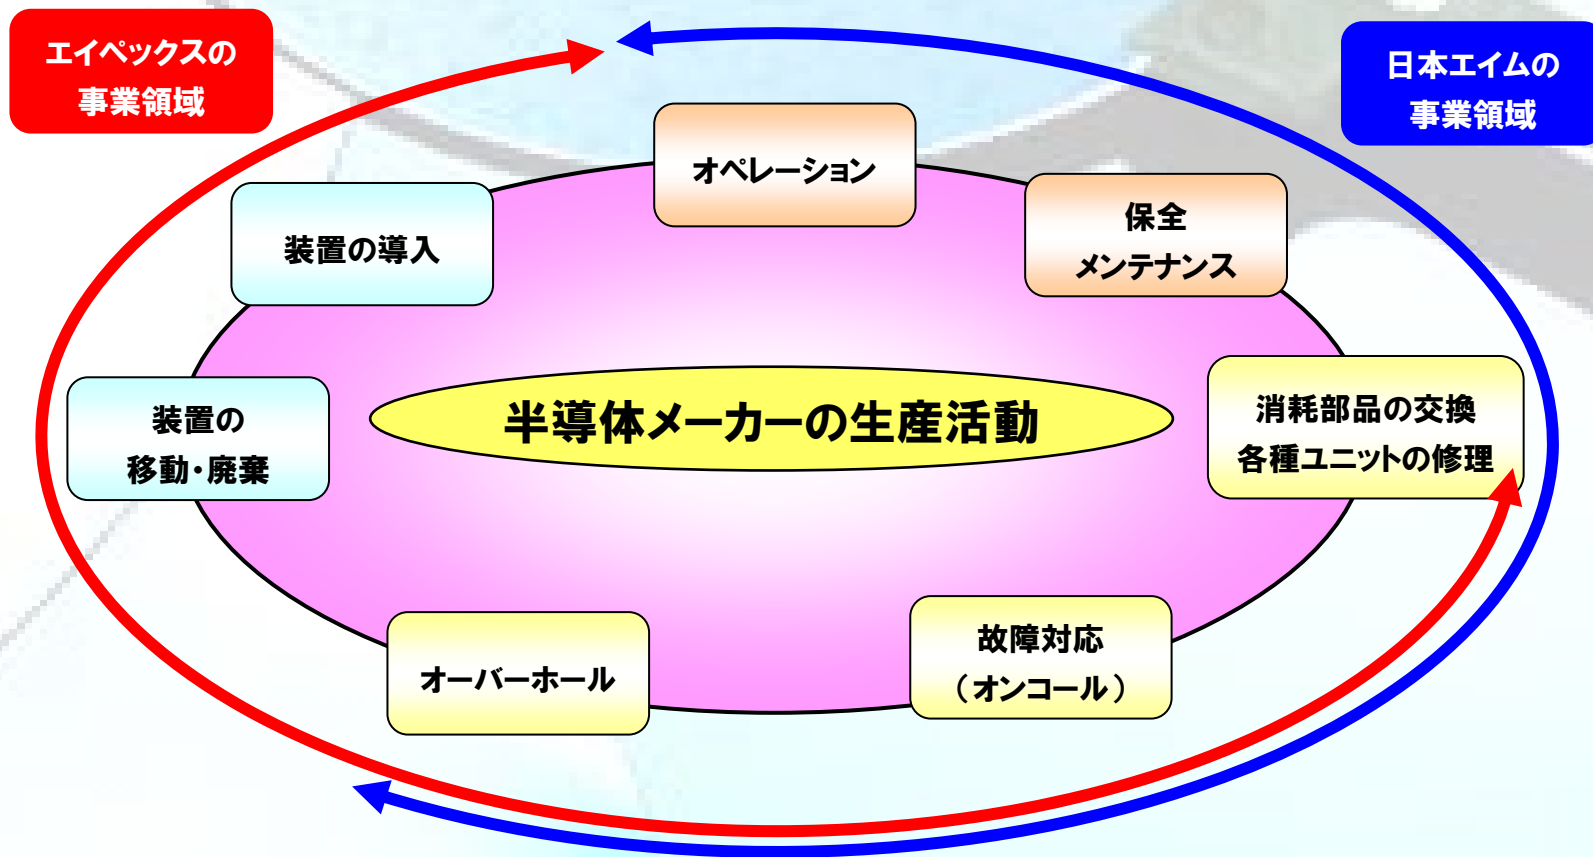 エイペックスの
事業領域
日本エイムの
事業領域
オペレーション
保全
メンテナンス
装置の導入
装置の
移動・廃棄
半導体メーカーの生産活動
消耗部品の交換
各種ユニットの修理
オーバーホール
故障対応
（オンコール）